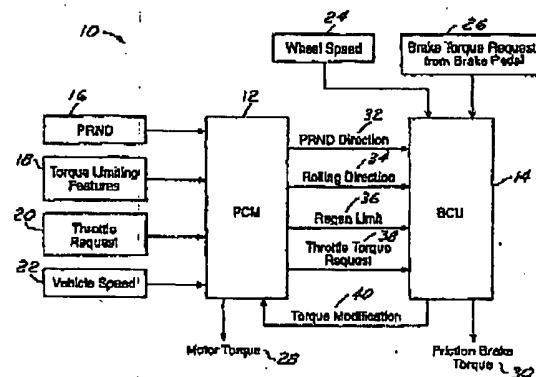 10
24
Wheel Speed
26
Brake Torque Request
from Brake Pedal
16
PRND
12
PCM
18
Torque Limiting
Features
20
Throttle
Request
22
Vehicle Speed
32
PRND Direction
34
Rolling Direction
36
Regen Limit
38
Throttle Torque
Request
40
Torque Modification
14
BCU
Motor Torque
28
Friction Brake
Torque
30